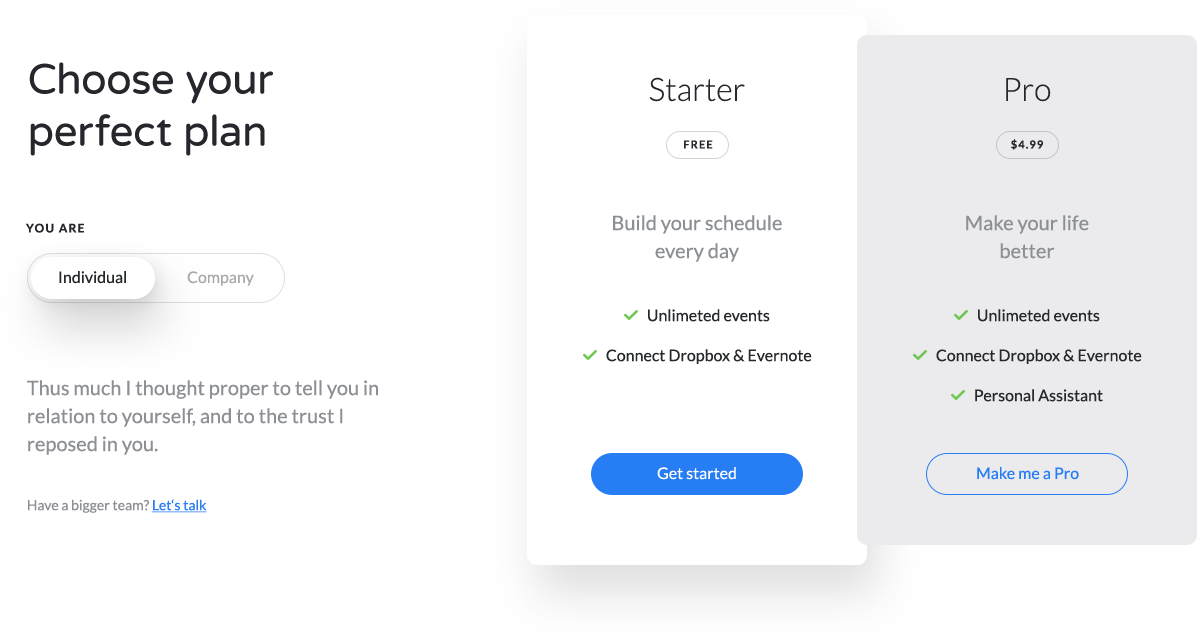 Choose your
perfect plan
YOU ARE
Individual
Company
Thus much I thought proper to tell you in
relation to yourself, and to the trust I
reposed in you.
Have a bigger team? Let‘s talk
Starter
FREE
Build your schedule
every day
Unlimeted events
Connect Dropbox & Evernote
Get started
Pro
$4.99
Make your life
better
Unlimeted events
Connect Dropbox & Evernote
Personal Assistant
Make me a Pro